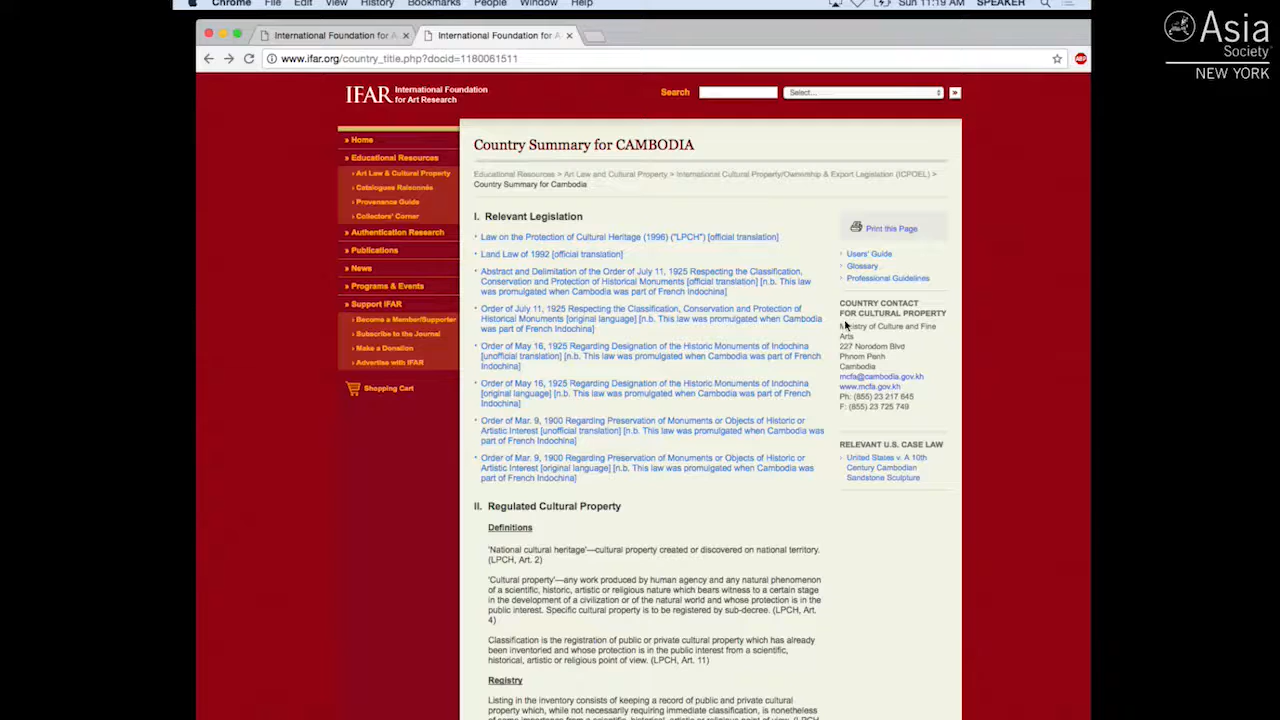 Chrome File Edit View History Bookmarks People Window Help Sun 11:19 AM SPEAKER
Asia
Society
NEW YORK
International Foundation for A
International Foundation for A
www.ifar.org/country_title.php?docid=1180061511
IFAR International Foundation
for Art Research
Search
Select...
»
» Home
» Educational Resources
› Art Law & Cultural Property
› Catalogues Raisonnés
› Provenance Guide
› Collectors' Corner
» Authentication Research
» Publications
» News
» Programs & Events
» Support IFAR
› Become a Member/Supporter
› Subscribe to the Journal
› Make a Donation
› Advertise with IFAR
Shopping Cart
Country Summary for CAMBODIA
Educational Resources > Art Law and Cultural Property > International Cultural Property/Ownership & Export Legislation (ICPOEL) >
Country Summary for Cambodia
I. Relevant Legislation
Law on the Protection of Cultural Heritage (1996) ("LPCH") [official translation]
Land Law of 1992 [official translation]
Abstract and Delimitation of the Order of July 11, 1925 Respecting the Classification,
Conservation and Protection of Historical Monuments [official translation] [n.b. This law
was promulgated when Cambodia was part of French Indochina]
Order of July 11, 1925 Respecting the Classification, Conservation and Protection of
Historical Monuments [original language] [n.b. This law was promulgated when Cambodia
was part of French Indochina]
Order of May 16, 1925 Regarding Designation of the Historic Monuments of Indochina
[unofficial translation] [n.b. This law was promulgated when Cambodia was part of French
Indochina]
Order of May 16, 1925 Regarding Designation of the Historic Monuments of Indochina
[original language] [n.b. This law was promulgated when Cambodia was part of French
Indochina]
Order of Mar. 9, 1900 Regarding Preservation of Monuments or Objects of Historic or
Artistic Interest [unofficial translation] [n.b. This law was promulgated when Cambodia was
part of French Indochina]
Order of Mar. 9, 1900 Regarding Preservation of Monuments or Objects of Historic or
Artistic Interest [original language] [n.b. This law was promulgated when Cambodia was
part of French Indochina]
II. Regulated Cultural Property
Definitions
'National cultural heritage'—cultural property created or discovered on national territory.
(LPCH, Art. 2)
'Cultural property'—any work produced by human agency and any natural phenomenon
of a scientific, historic, artistic or religious nature which bears witness to a certain stage
in the development of a civilization or of the natural world and whose protection is in the
public interest. Specific cultural property is to be registered by sub-decree. (LPCH, Art.
4)
Classification is the registration of public or private cultural property which has already
been inventoried and whose protection is in the public interest from a scientific,
historical, artistic or religious point of view. (LPCH, Art. 11)
Registry
Listing in the inventory consists of keeping a record of public and private cultural
property which, while not necessarily requiring immediate classification, is nonetheless
of some importance from a scientific, historical, artistic or religious point of view. (LPCH
Print this Page
Users' Guide
Glossary
Professional Guidelines
COUNTRY CONTACT
FOR CULTURAL PROPERTY
Ministry of Culture and Fine
Arts
227 Norodom Blvd
Phnom Penh
Cambodia
mcfa@cambodia.gov.kh
www.mcfa.gov.kh
Ph: (855) 23 217 645
F: (855) 23 725 749
RELEVANT U.S. CASE LAW
United States v. A 10th
Century Cambodian
Sandstone Sculpture